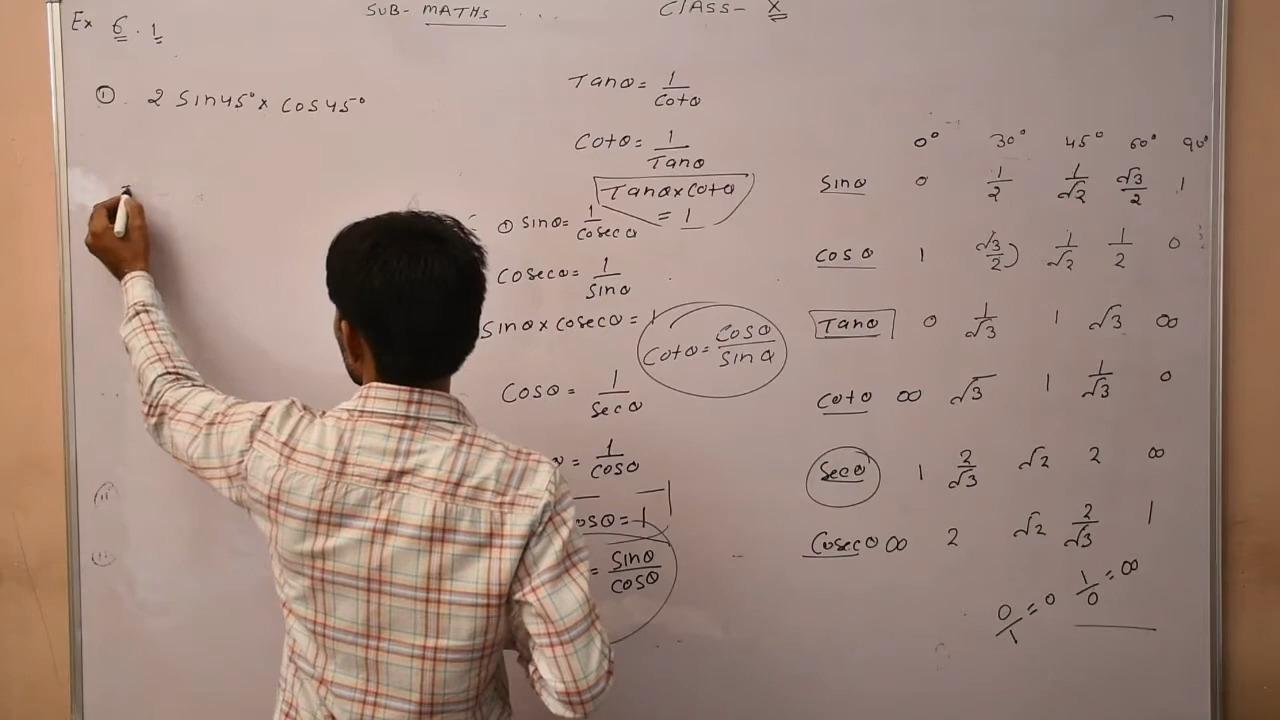 SUB- MATHS ... CLASS- X
Ex 6.1
① 2 Sin45°× Cos45°
Tanθ= 1/Cotθ
Cotθ= 1/Tanθ
Tanθ×Cotθ
= 1
① Sinθ= 1/Cosecθ
Cosecθ= 1/Sinθ
Sinθ×Cosecθ = 1
Cotθ= Cosθ/Sinθ
Cosθ= 1/Secθ
= 1/Cosθ
osθ=1
= Sinθ/Cosθ
0° 30° 45° 60° 90°
Sinθ 0 1/2 1/√2 √3/2 1
Cosθ 1 √3/2) 1/√2 1/2 0
Tanθ 0 1/√3 1 √3 ∞
Cotθ ∞ √3 1 1/√3 0
Secθ 1 2/√3 √2 2 ∞
Cosecθ ∞ 2 √2 2/√3 1
0/1 = 0 1/0 = ∞